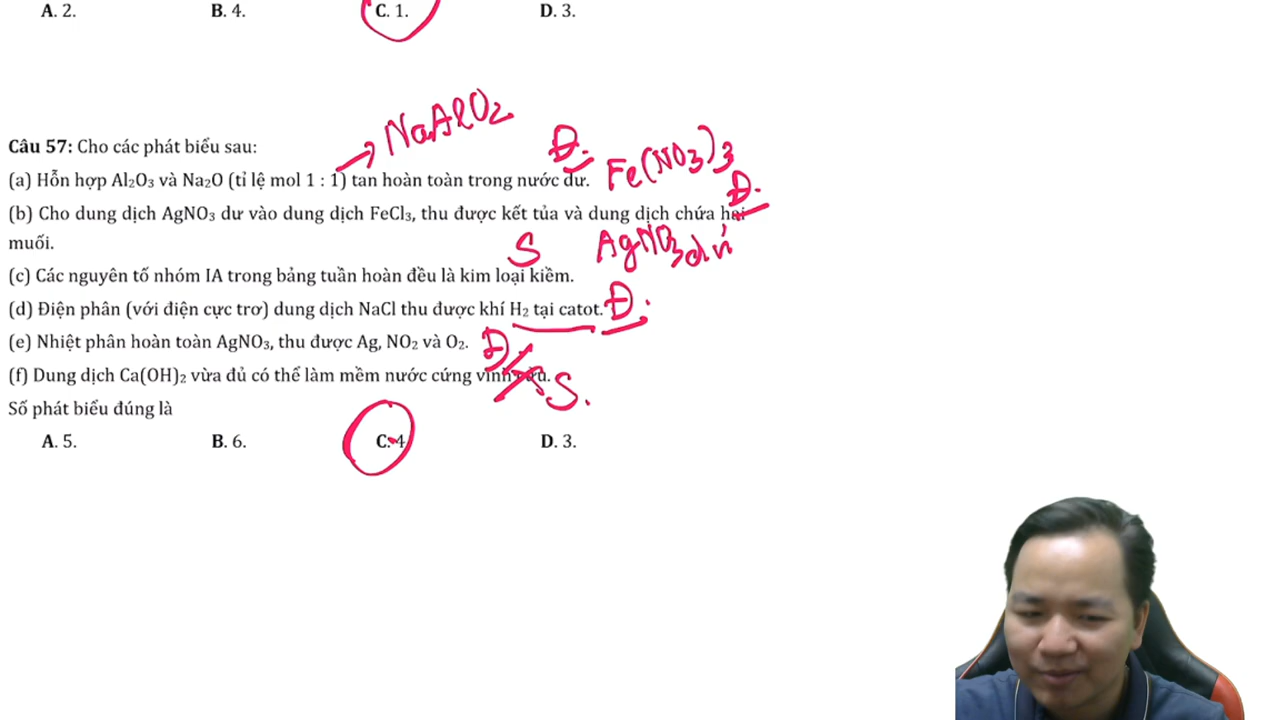 A. 2. B. 4. C. 1. D. 3.
NaAlO2
Câu 57: Cho các phát biểu sau:
Đ.
Fe(NO3)3
(a) Hỗn hợp Al₂O₃ và Na₂O (tỉ lệ mol 1 : 1) tan hoàn toàn trong nước dư.
Đ.
(b) Cho dung dịch AgNO₃ dư vào dung dịch FeCl₃, thu được kết tủa và dung dịch chứa hai
muối.
S
AgNO3 dư
(c) Các nguyên tố nhóm IA trong bảng tuần hoàn đều là kim loại kiềm.
(d) Điện phân (với điện cực trơ) dung dịch NaCl thu được khí H₂ tại catot. Đ.
(e) Nhiệt phân hoàn toàn AgNO₃, thu được Ag, NO₂ và O₂. Đ
(f) Dung dịch Ca(OH)₂ vừa đủ có thể làm mềm nước cứng vĩnh cửu. S.
Số phát biểu đúng là
A. 5. B. 6. C. 4 D. 3.